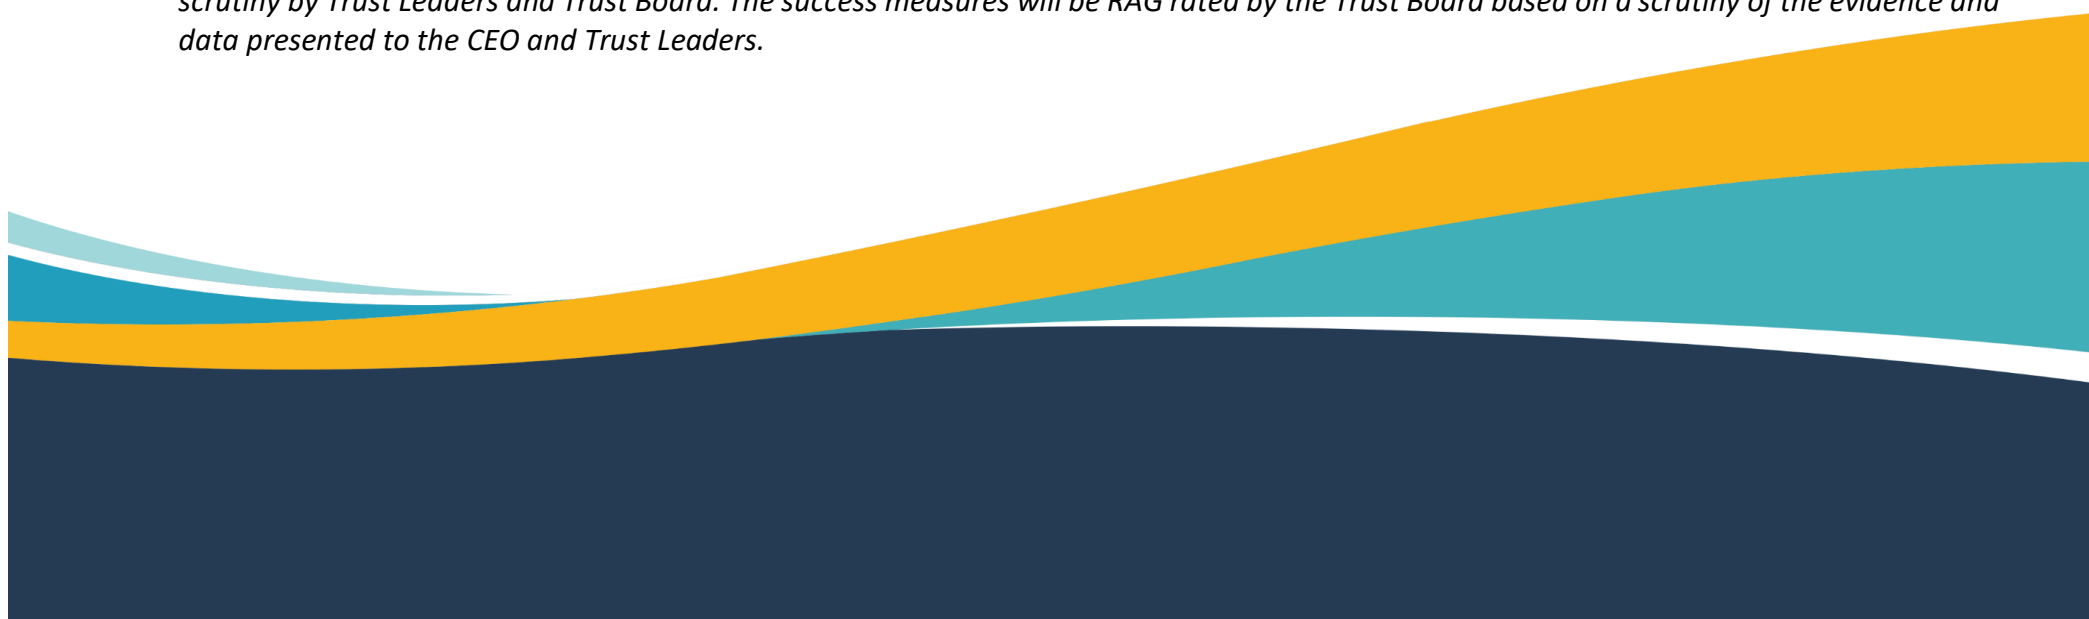 scrutiny by Trust Leaders and Trust Board. The success measures will be RAG rated by the Trust Board based on a scrutiny of the evidence and
data presented to the CEO and Trust Leaders.